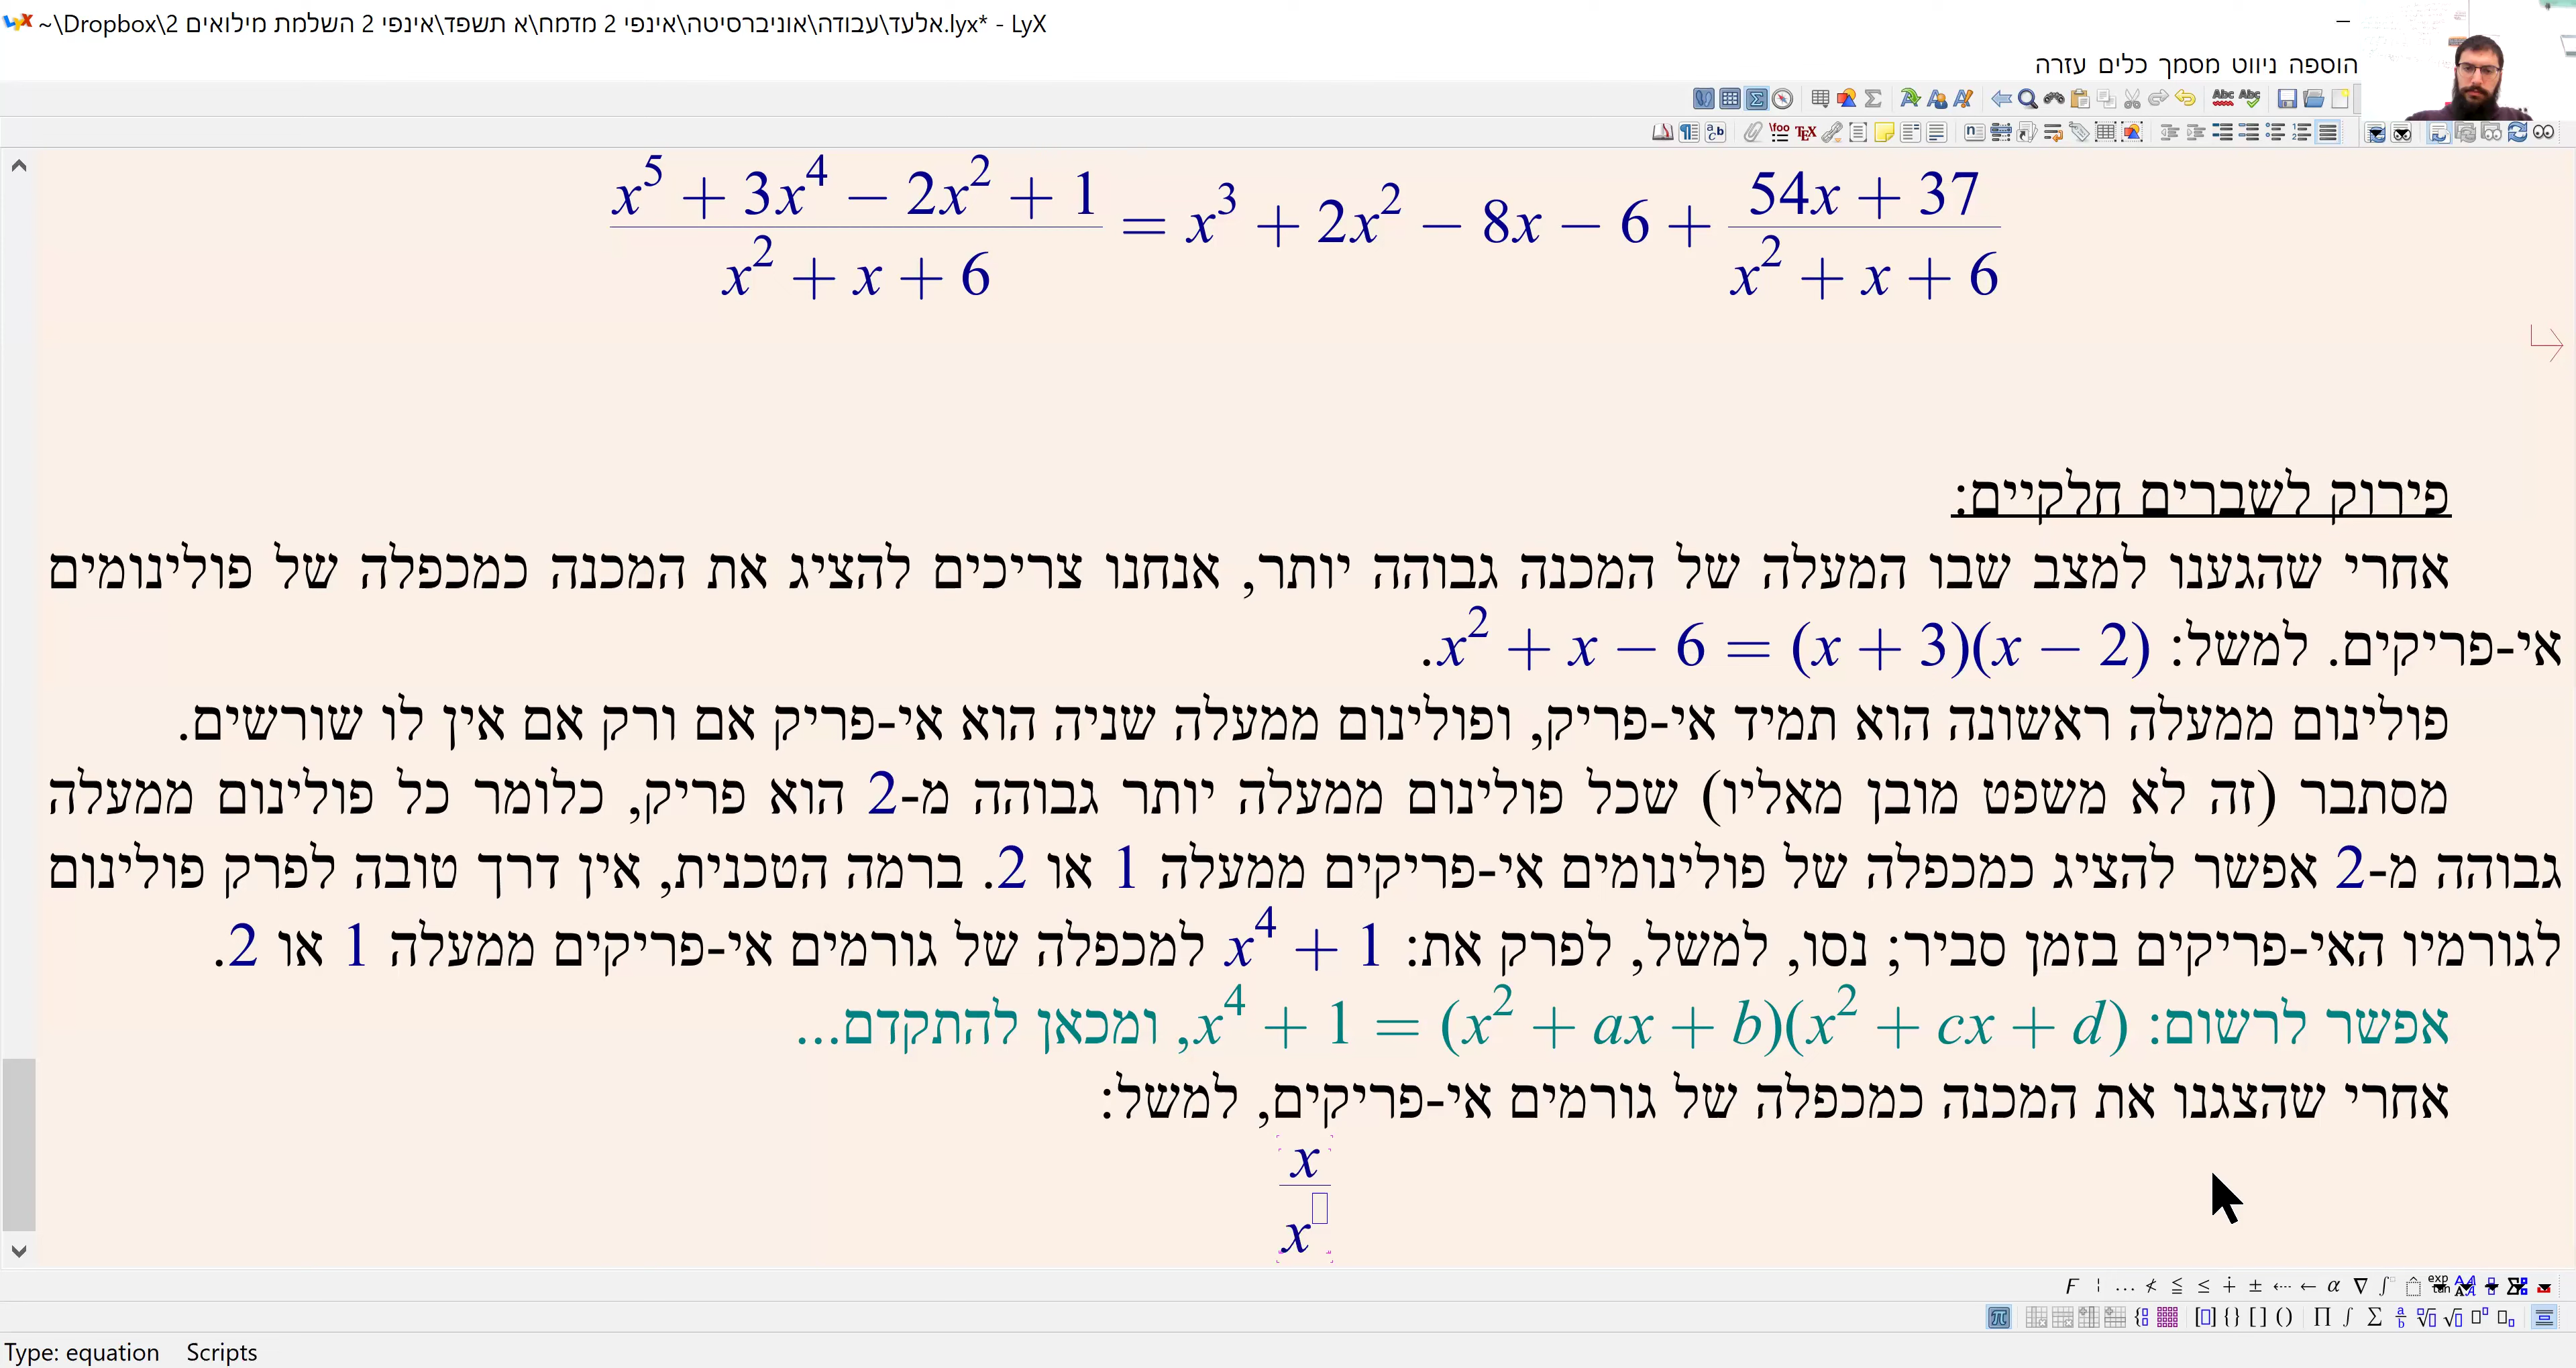 ~\Dropbox\אלעד\עבודה\אוניברסיטה\אינפי 2 מדמח\א תשפד\אינפי 2 השלמת מילואים 2.lyx* - LyX
הוספה ניווט מסמך כלים עזרה
\frac{x^5 + 3x^4 − 2x^2 + 1}{x^2 + x + 6} = x^3 + 2x^2 − 8x − 6 + \frac{54x + 37}{x^2 + x + 6}
פירוק לשברים חלקיים:
אחרי שהגענו למצב שבו המעלה של המכנה גבוהה יותר, אנחנו צריכים להציג את המכנה כמכפלה של פולינומים
אי-פריקים. למשל: x^2 + x − 6 = (x + 3)(x − 2).
פולינום ממעלה ראשונה הוא תמיד אי-פריק, ופולינום ממעלה שניה הוא אי-פריק אם ורק אם אין לו שורשים.
מסתבר (זה לא משפט מובן מאליו) שכל פולינום ממעלה יותר גבוהה מ-2 הוא פריק, כלומר כל פולינום ממעלה
גבוהה מ-2 אפשר להציג כמכפלה של פולינומים אי-פריקים ממעלה 1 או 2. ברמה הטכנית, אין דרך טובה לפרק פולינום
לגורמיו האי-פריקים בזמן סביר; נסו, למשל, לפרק את: x^4 + 1 למכפלה של גורמים אי-פריקים ממעלה 1 או 2.
אפשר לרשום: x^4 + 1 = (x^2 + ax + b)(x^2 + cx + d), ומכאן להתקדם...
אחרי שהצגנו את המכנה כמכפלה של גורמים אי-פריקים, למשל:
\frac{x}{x^□}
Type: equation Scripts